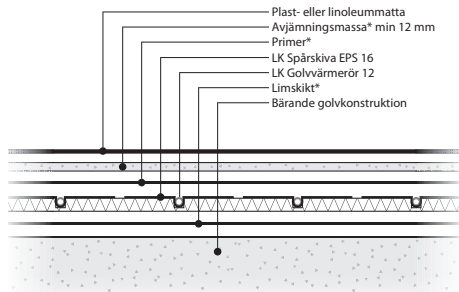 Plast- eller linoleummatta
Avjämningsmassa* min 12 mm
Primer*
LK Spårskiva EPS 16
LK Golvvärmerör 12
Limskikt*
Bärande golvkonstruktion